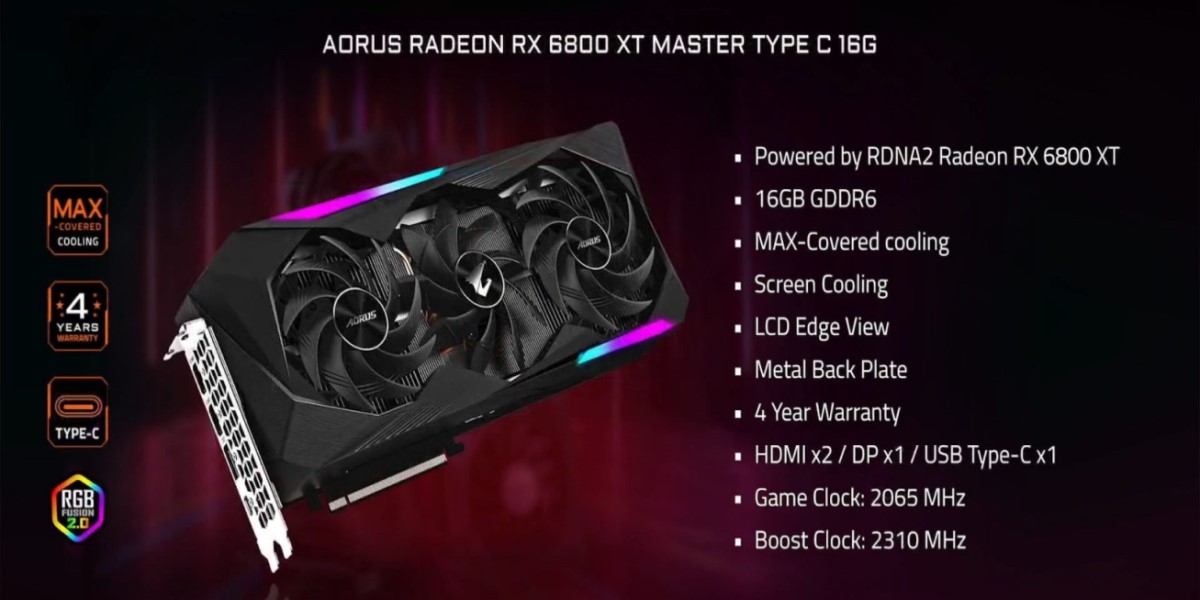 AORUS RADEON RX 6800 XT MASTER TYPE C 16G
MAX
-COVERED
COOLING
4
YEARS
WARRANTY
TYPE-C
RGB
FUSION
2.0
AORUS
AORUS
▪ Powered by RDNA2 Radeon RX 6800 XT
▪ 16GB GDDR6
▪ MAX-Covered cooling
▪ Screen Cooling
▪ LCD Edge View
▪ Metal Back Plate
▪ 4 Year Warranty
▪ HDMI x2 / DP x1 / USB Type-C x1
▪ Game Clock: 2065 MHz
▪ Boost Clock: 2310 MHz